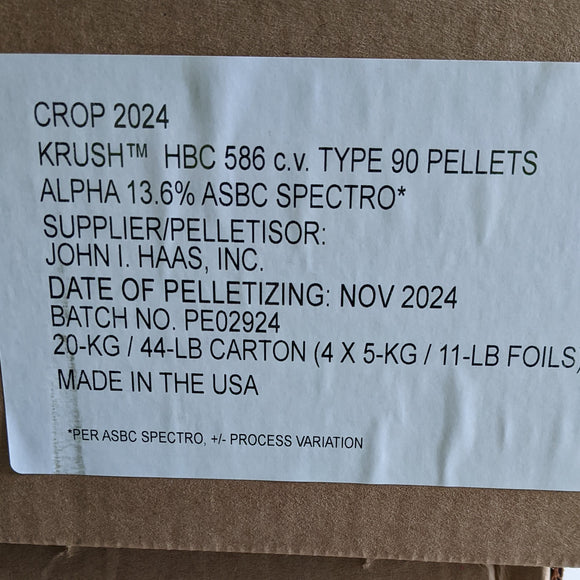 CROP 2024
KRUSH™ HBC 586 c.v. TYPE 90 PELLETS
ALPHA 13.6% ASBC SPECTRO*
SUPPLIER/PELLETISOR:
JOHN I. HAAS, INC.
DATE OF PELLETIZING: NOV 2024
BATCH NO. PE02924
20-KG / 44-LB CARTON (4 X 5-KG / 11-LB FOILS)
MADE IN THE USA
*PER ASBC SPECTRO, +/- PROCESS VARIATION